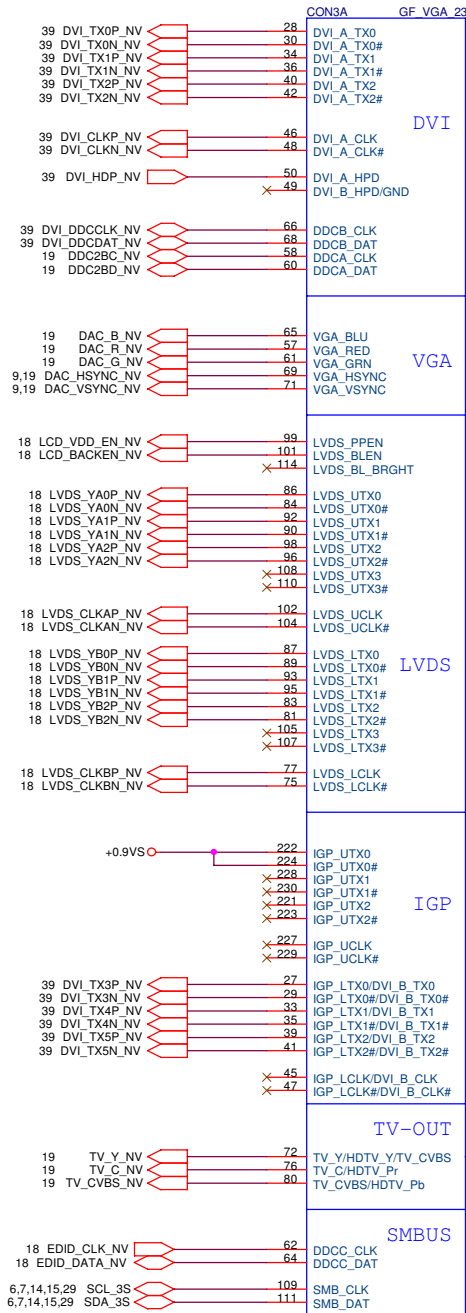 CON3A GF_VGA_23
39 DVI_TX0P_NV 28 DVI_A_TX0
39 DVI_TX0N_NV 30 DVI_A_TX0#
39 DVI_TX1P_NV 34 DVI_A_TX1
39 DVI_TX1N_NV 36 DVI_A_TX1#
39 DVI_TX2P_NV 40 DVI_A_TX2
39 DVI_TX2N_NV 42 DVI_A_TX2#
DVI
39 DVI_CLKP_NV 46 DVI_A_CLK
39 DVI_CLKN_NV 48 DVI_A_CLK#
39 DVI_HDP_NV 50 DVI_A_HPD
49 DVI_B_HPD/GND
39 DVI_DDCCLK_NV 66 DDCB_CLK
39 DVI_DDCDAT_NV 68 DDCB_DAT
19 DDC2BC_NV 58 DDCA_CLK
19 DDC2BD_NV 60 DDCA_DAT
19 DAC_B_NV 65 VGA_BLU
19 DAC_R_NV 57 VGA_RED
VGA
19 DAC_G_NV 61 VGA_GRN
9,19 DAC_HSYNC_NV 69 VGA_HSYNC
9,19 DAC_VSYNC_NV 71 VGA_VSYNC
18 LCD_VDD_EN_NV 99 LVDS_PPEN
18 LCD_BACKEN_NV 101 LVDS_BLEN
114 LVDS_BL_BRGHT
18 LVDS_YA0P_NV 86 LVDS_UTX0
18 LVDS_YA0N_NV 84 LVDS_UTX0#
18 LVDS_YA1P_NV 92 LVDS_UTX1
18 LVDS_YA1N_NV 90 LVDS_UTX1#
18 LVDS_YA2P_NV 98 LVDS_UTX2
18 LVDS_YA2N_NV 96 LVDS_UTX2#
108 LVDS_UTX3
110 LVDS_UTX3#
18 LVDS_CLKAP_NV 102 LVDS_UCLK
18 LVDS_CLKAN_NV 104 LVDS_UCLK#
18 LVDS_YB0P_NV 87 LVDS_LTX0
18 LVDS_YB0N_NV 89 LVDS_LTX0#
LVDS
18 LVDS_YB1P_NV 93 LVDS_LTX1
18 LVDS_YB1N_NV 95 LVDS_LTX1#
18 LVDS_YB2P_NV 83 LVDS_LTX2
18 LVDS_YB2N_NV 81 LVDS_LTX2#
105 LVDS_LTX3
107 LVDS_LTX3#
18 LVDS_CLKBP_NV 77 LVDS_LCLK
18 LVDS_CLKBN_NV 75 LVDS_LCLK#
+0.9VS 222 IGP_UTX0
224 IGP_UTX0#
228 IGP_UTX1
230 IGP_UTX1#
221 IGP_UTX2
IGP
223 IGP_UTX2#
227 IGP_UCLK
229 IGP_UCLK#
39 DVI_TX3P_NV 27 IGP_LTX0/DVI_B_TX0
39 DVI_TX3N_NV 29 IGP_LTX0#/DVI_B_TX0#
39 DVI_TX4P_NV 33 IGP_LTX1/DVI_B_TX1
39 DVI_TX4N_NV 35 IGP_LTX1#/DVI_B_TX1#
39 DVI_TX5P_NV 39 IGP_LTX2/DVI_B_TX2
39 DVI_TX5N_NV 41 IGP_LTX2#/DVI_B_TX2#
45 IGP_LCLK/DVI_B_CLK
47 IGP_LCLK#/DVI_B_CLK#
TV-OUT
19 TV_Y_NV 72 TV_Y/HDTV_Y/TV_CVBS
19 TV_C_NV 76 TV_C/HDTV_Pr
19 TV_CVBS_NV 80 TV_CVBS/HDTV_Pb
SMBUS
18 EDID_CLK_NV 62 DDCC_CLK
18 EDID_DATA_NV 64 DDCC_DAT
6,7,14,15,29 SCL_3S 109 SMB_CLK
6,7,14,15,29 SDA_3S 111 SMB_DAT